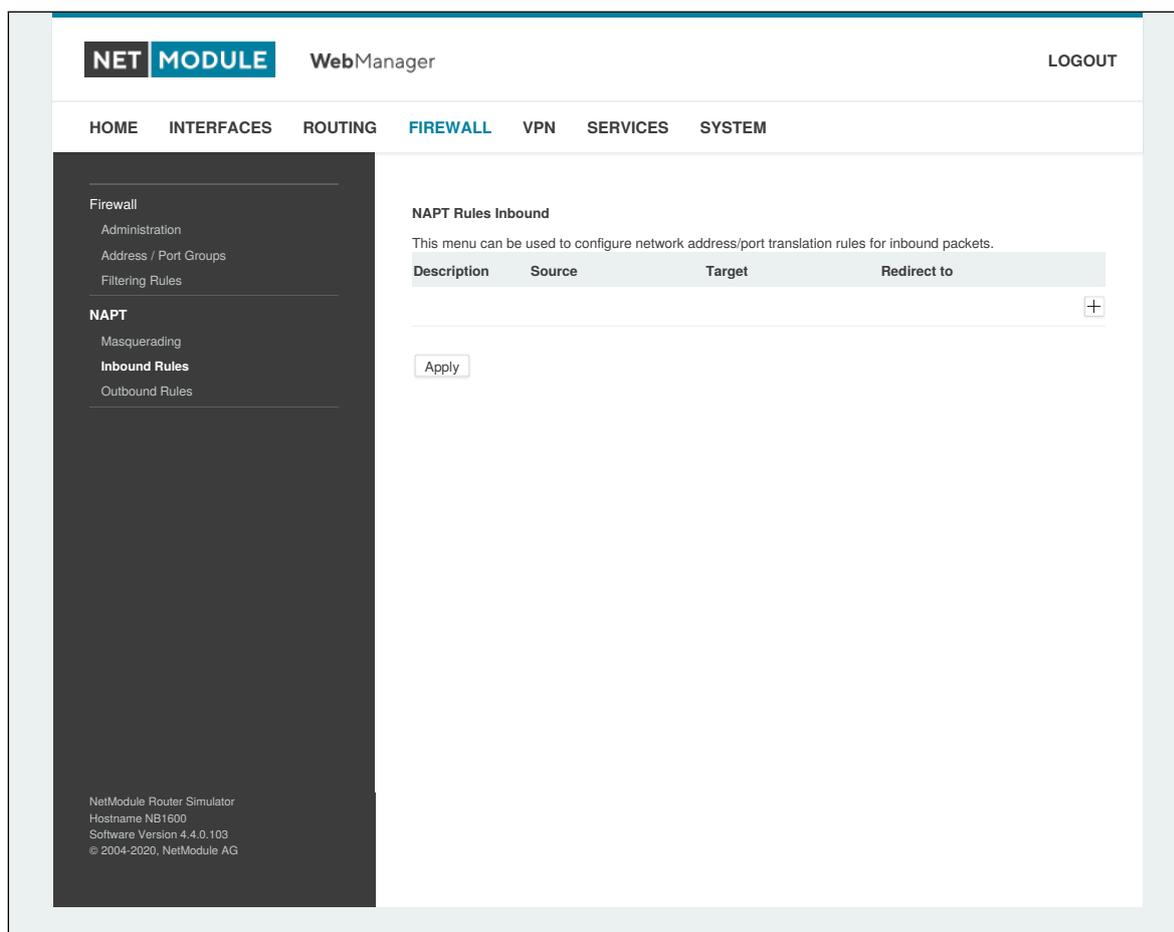 NET MODULE WebManager LOGOUT
HOME INTERFACES ROUTING FIREWALL VPN SERVICES SYSTEM
Firewall
Administration
Address / Port Groups
Filtering Rules
NAPT
Masquerading
Inbound Rules
Outbound Rules
NAPT Rules Inbound
This menu can be used to configure network address/port translation rules for inbound packets.
Description Source Target Redirect to
Apply
NetModule Router Simulator
Hostname NB1600
Software Version 4.4.0.103
© 2004-2020, NetModule AG